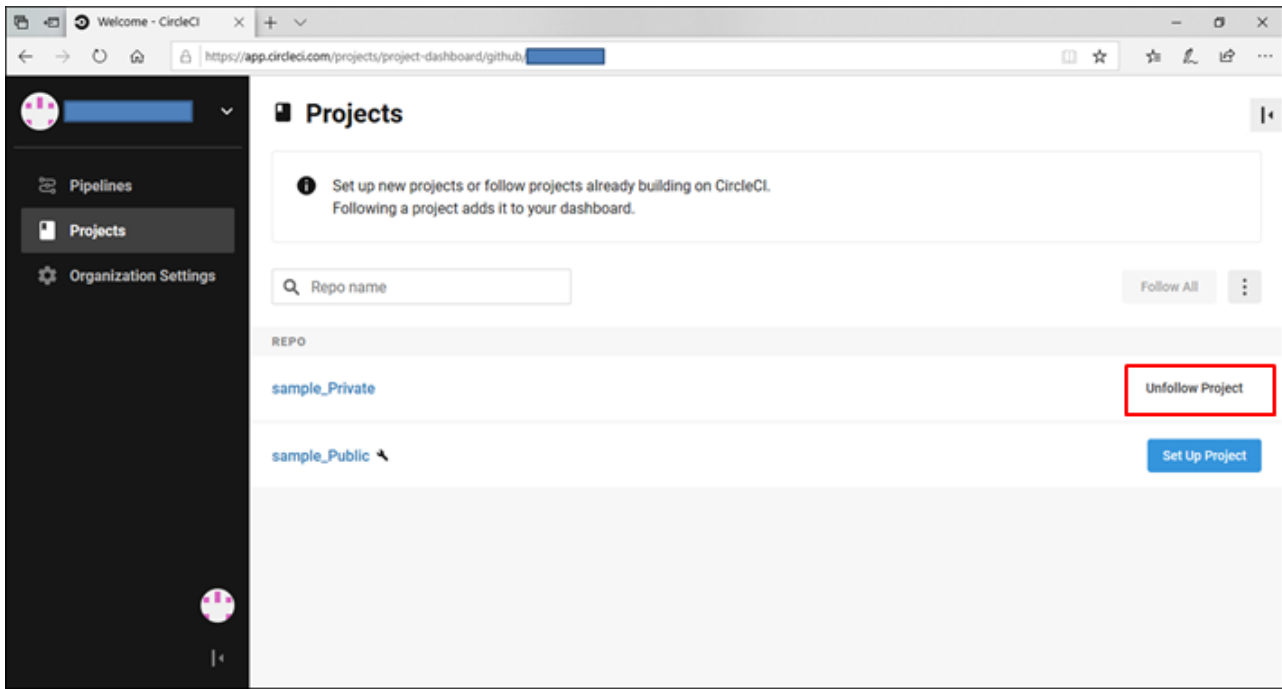 Welcome - CircleCI
https://app.circleci.com/projects/project-dashboard/github/
Projects
Set up new projects or follow projects already building on CircleCI.
Following a project adds it to your dashboard.
Pipelines
Projects
Organization Settings
Repo name
Follow All
REPO
sample_Private
Unfollow Project
sample_Public
Set Up Project